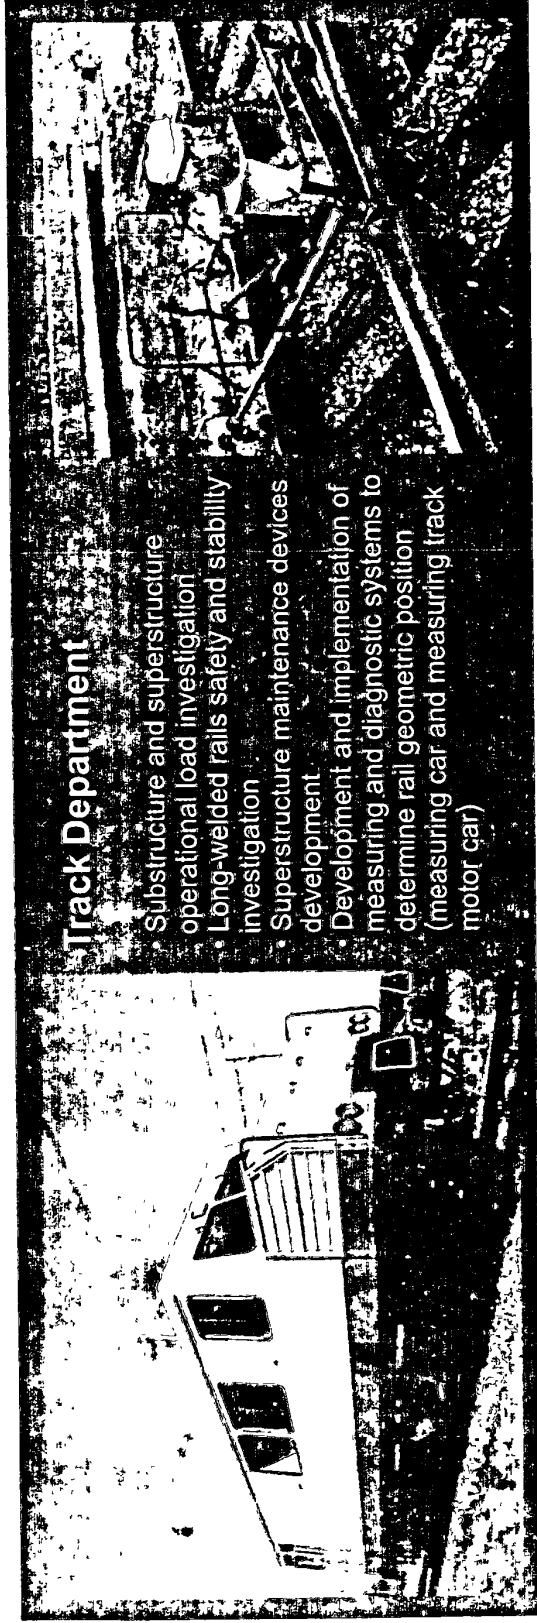 Track Department
• Substructure and superstructure
operational load investigation
• Long-welded rails safety and stability
investigation
• Superstructure maintenance devices
development
• Development and implementation of
measuring and diagnostic systems to
determine rail geometric position
(measuring car and measuring track
motor car)